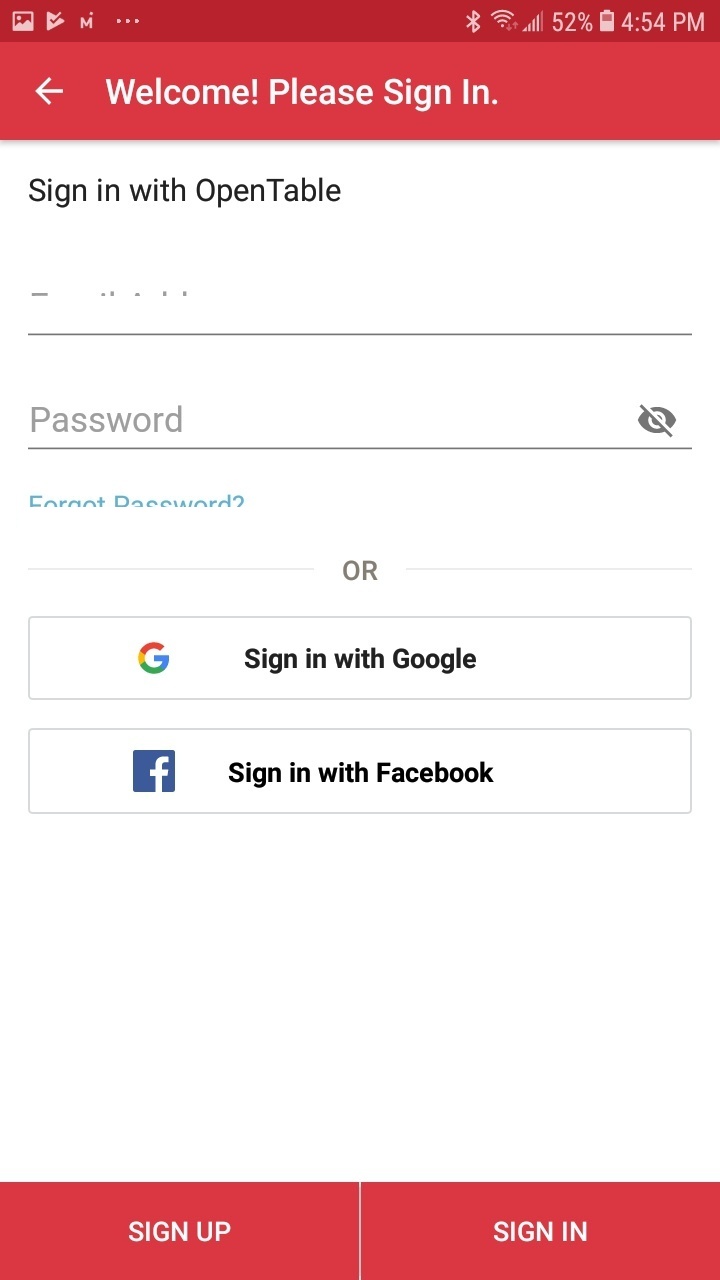 52% 4:54 PM
Welcome! Please Sign In.
Sign in with OpenTable
Password
Forgot Password?
OR
Sign in with Google
Sign in with Facebook
SIGN UP
SIGN IN